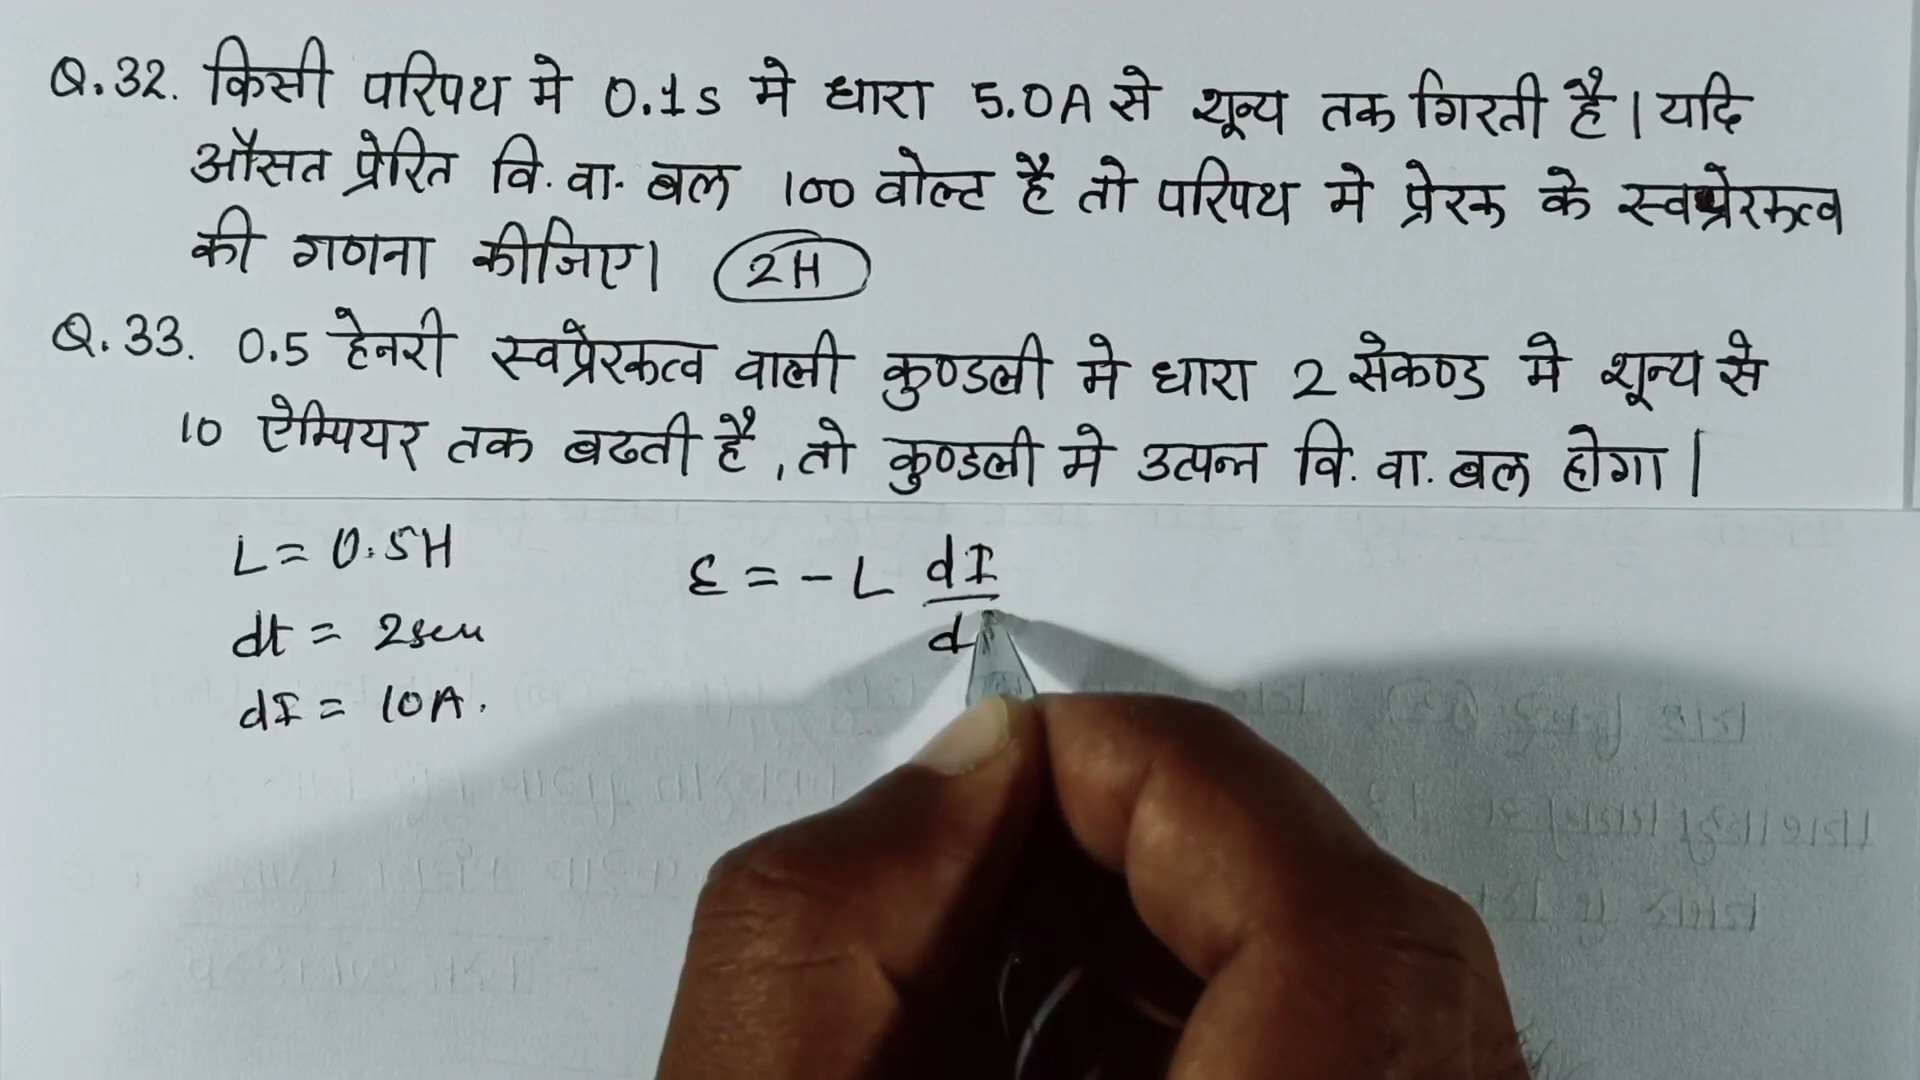 Q.32. किसी परिपथ मे 0.1s मे धारा 5.0A से शून्य तक गिरती है। यदि
औसत प्रेरित वि. वा. बल 100 वोल्ट है तो परिपथ मे प्रेरक के स्वप्रेरकत्व
की गणना कीजिए। 2H
Q.33. 0.5 हेनरी स्वप्रेरकत्व वाली कुण्डली मे धारा 2 सेकण्ड मे शून्य से
10 ऐम्पियर तक बढती है, तो कुण्डली मे उत्पन्न वि. वा. बल होगा।
L = 0.5H
dt = 2sec
dI = 10A.
ε = - L dI
d